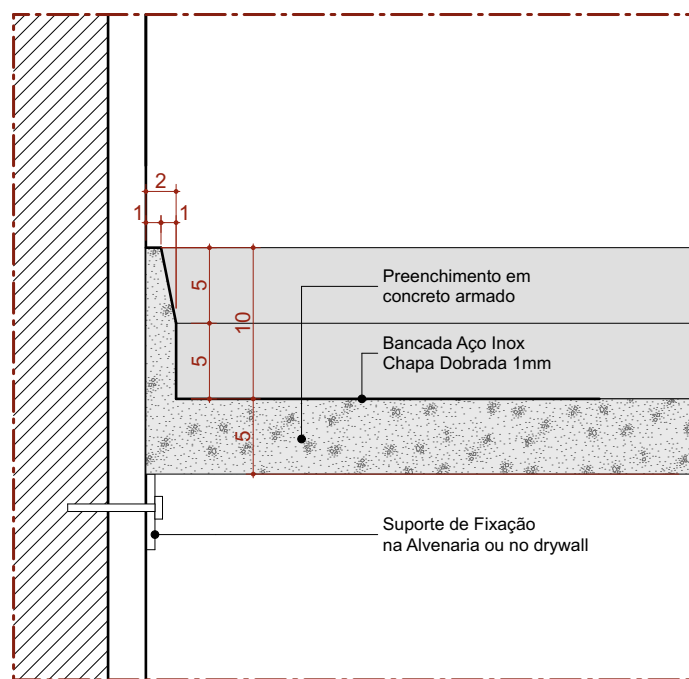 2
1 1
5
10
5
5
Preenchimento em
concreto armado
Bancada Aço Inox
Chapa Dobrada 1mm
Suporte de Fixação
na Alvenaria ou no drywall